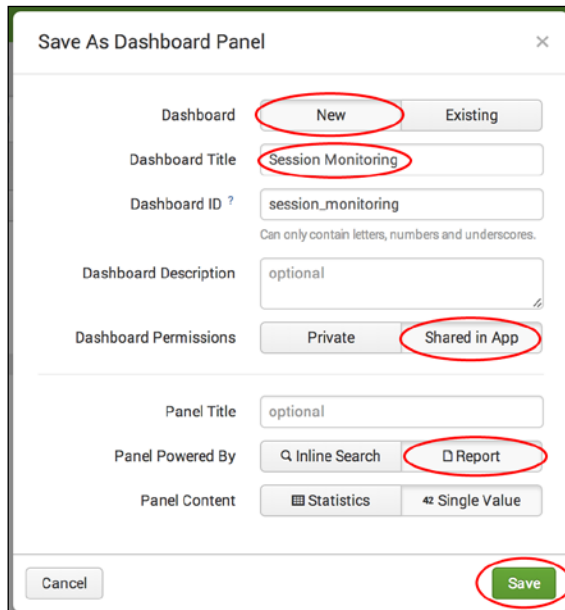 Save As Dashboard Panel ×
Dashboard New Existing
Dashboard Title Session Monitoring
Dashboard ID ? session_monitoring
Can only contain letters, numbers and underscores.
Dashboard Description optional
Dashboard Permissions Private Shared in App
Panel Title optional
Panel Powered By Inline Search Report
Panel Content Statistics 42 Single Value
Cancel Save